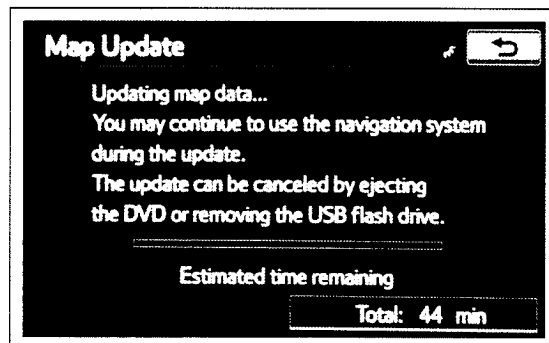 Map Update
Updating map data...
You may continue to use the navigation system
during the update.
The update can be canceled by ejecting
the DVD or removing the USB flash drive.
Estimated time remaining
Total: 44 min